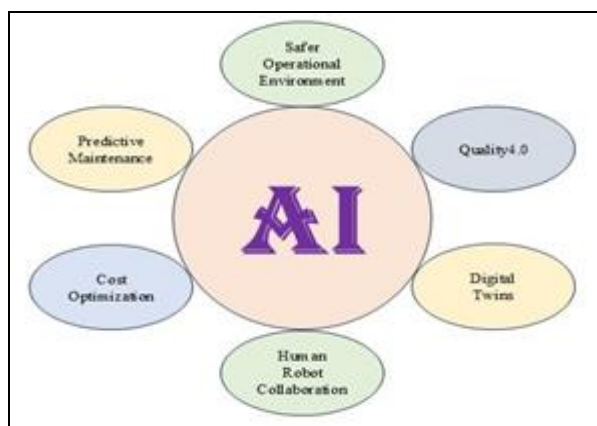 Safer
Operational
Environment
Predictive
Maintenance
Quality4.0
AI
Cost
Optimization
Digital
Twins
Human
Robot
Collaboration